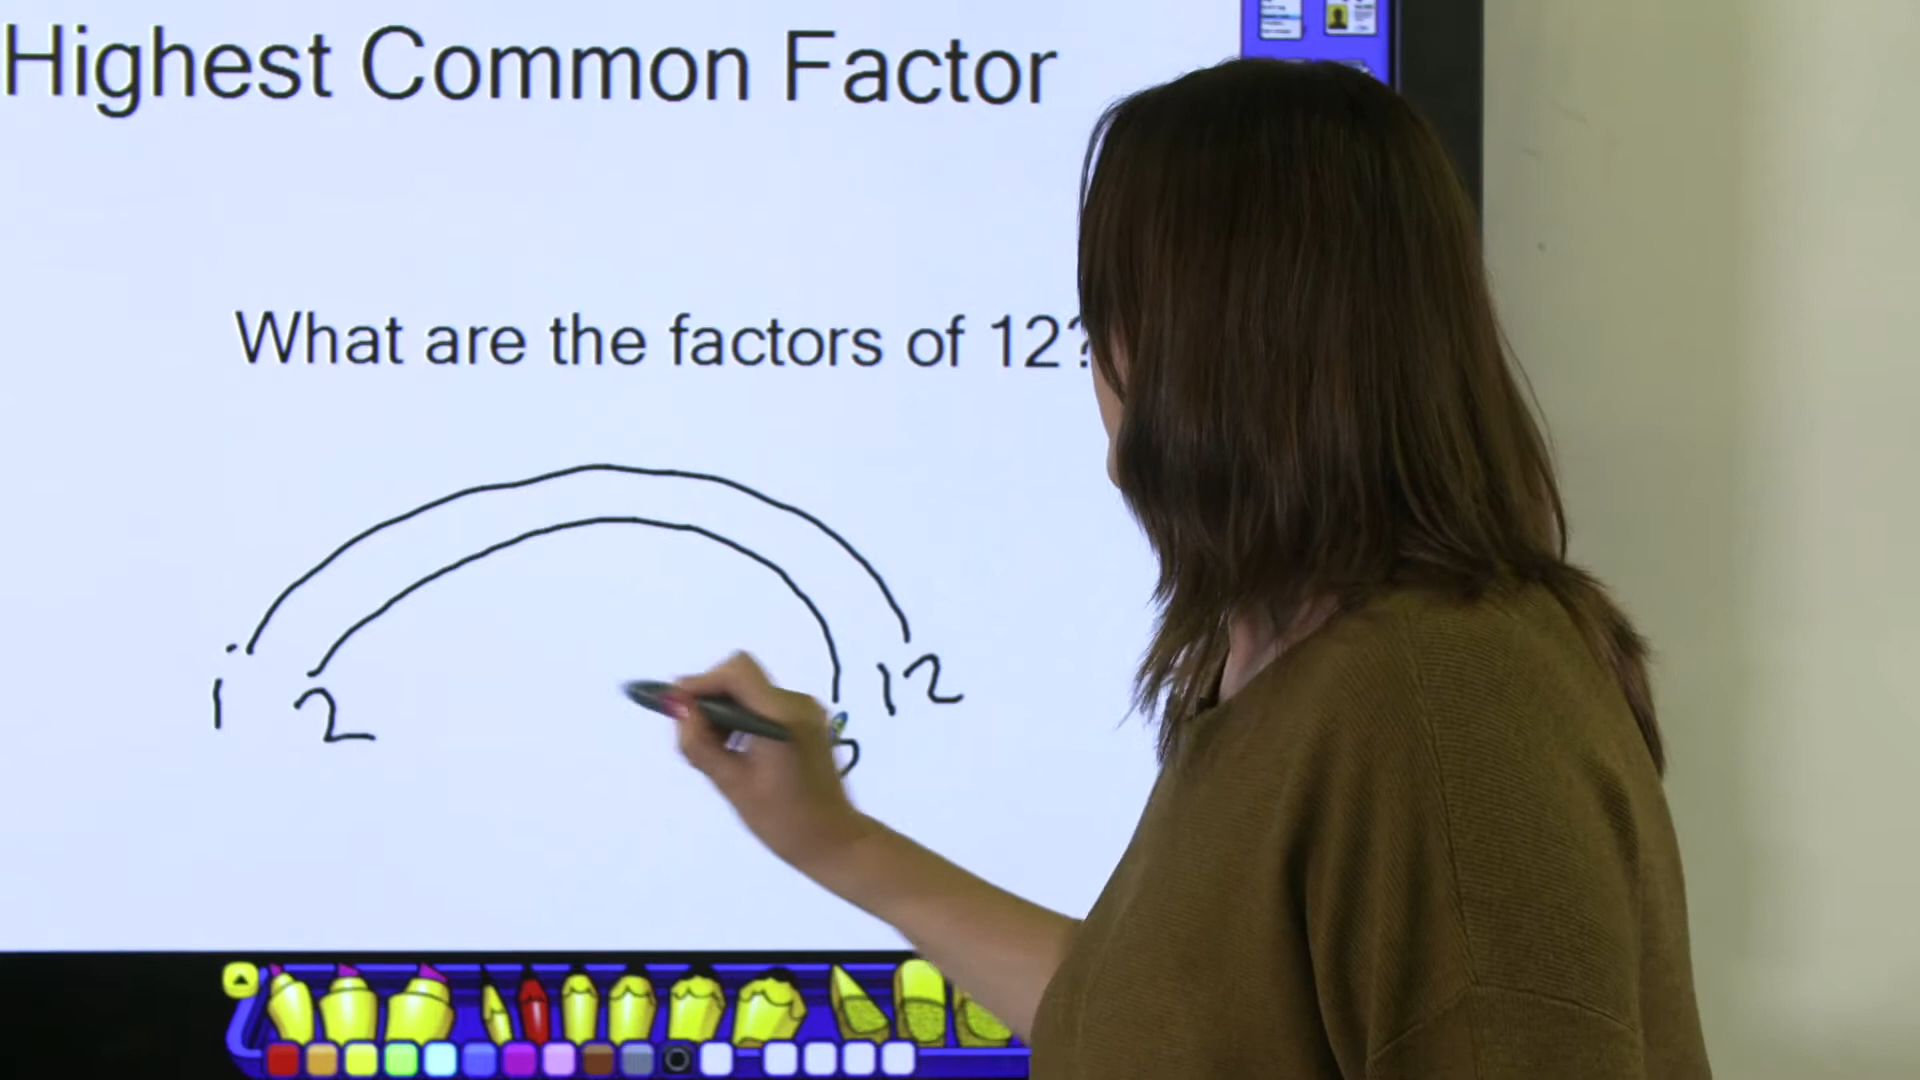 Highest Common Factor
What are the factors of 12?
1 2 12